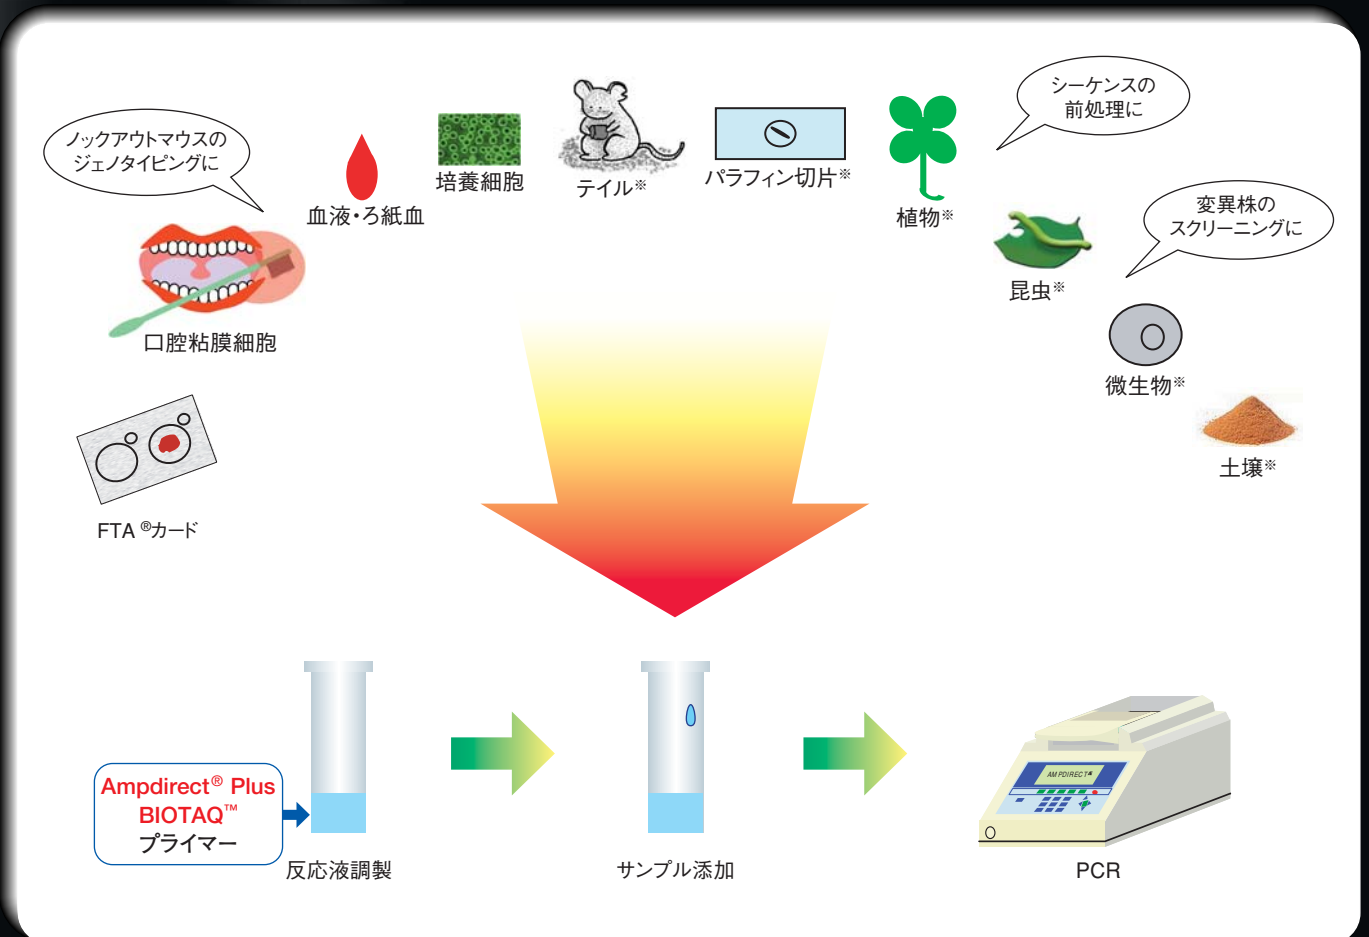 ノックアウトマウスの
ジェノタイピングに
シーケンスの
前処理に
変異株の
スクリーニングに
FTA ®カード
口腔粘膜細胞
血液・ろ紙血
培養細胞
テイル※
パラフィン切片※
植物※
昆虫※
微生物※
土壌※
Ampdirect® Plus
BIOTAQ™
プライマー
反応液調製
サンプル添加
AMPDIRECT®
PCR